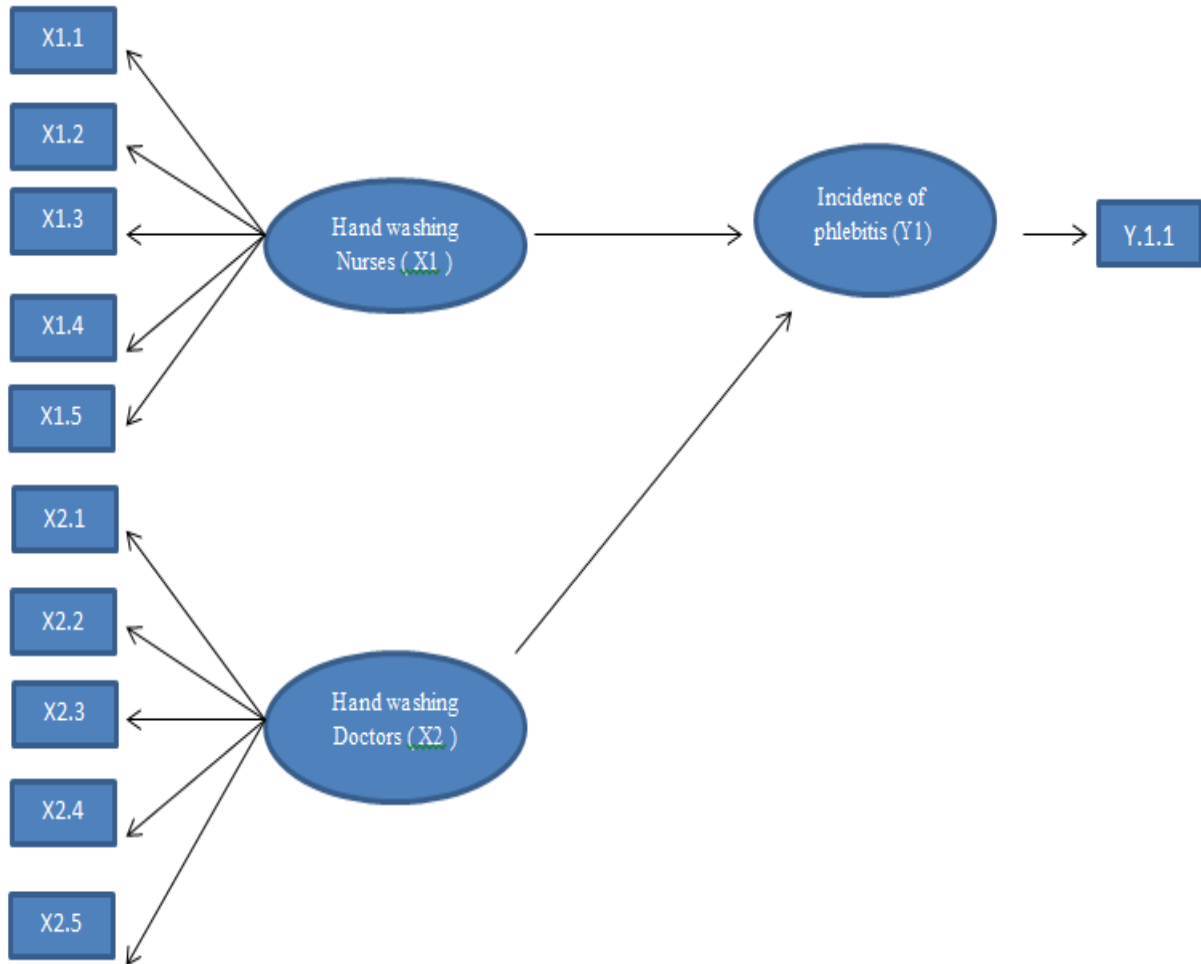 X1.1
X1.2
X1.3
X1.4
X1.5
Hand washing
Nurses ( X1 )
Incidence of
phlebitis (Y1)
Y.1.1
X2.1
X2.2
X2.3
X2.4
X2.5
Hand washing
Doctors ( X2 )